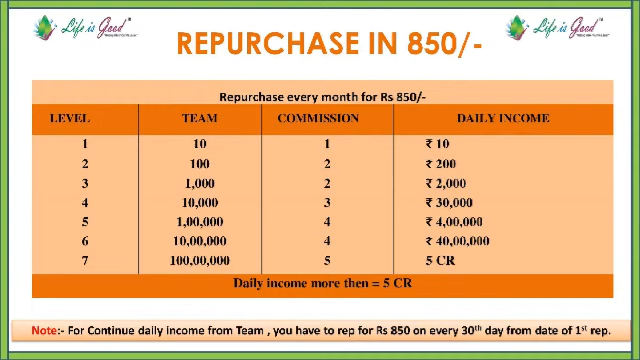 Life is Good
Life is Good
REPURCHASE IN 850/-
Repurchase every month for Rs 850/-
LEVEL TEAM COMMISSION DAILY INCOME
1 10 1 ₹ 10
2 100 2 ₹ 200
3 1,000 2 ₹ 2,000
4 10,000 3 ₹ 30,000
5 1,00,000 4 ₹ 4,00,000
6 10,00,000 4 ₹ 40,00,000
7 100,00,000 5 5 CR
Daily income more then = 5 CR
Note:- For Continue daily income from Team , you have to rep for Rs 850 on every 30th day from date of 1st rep.